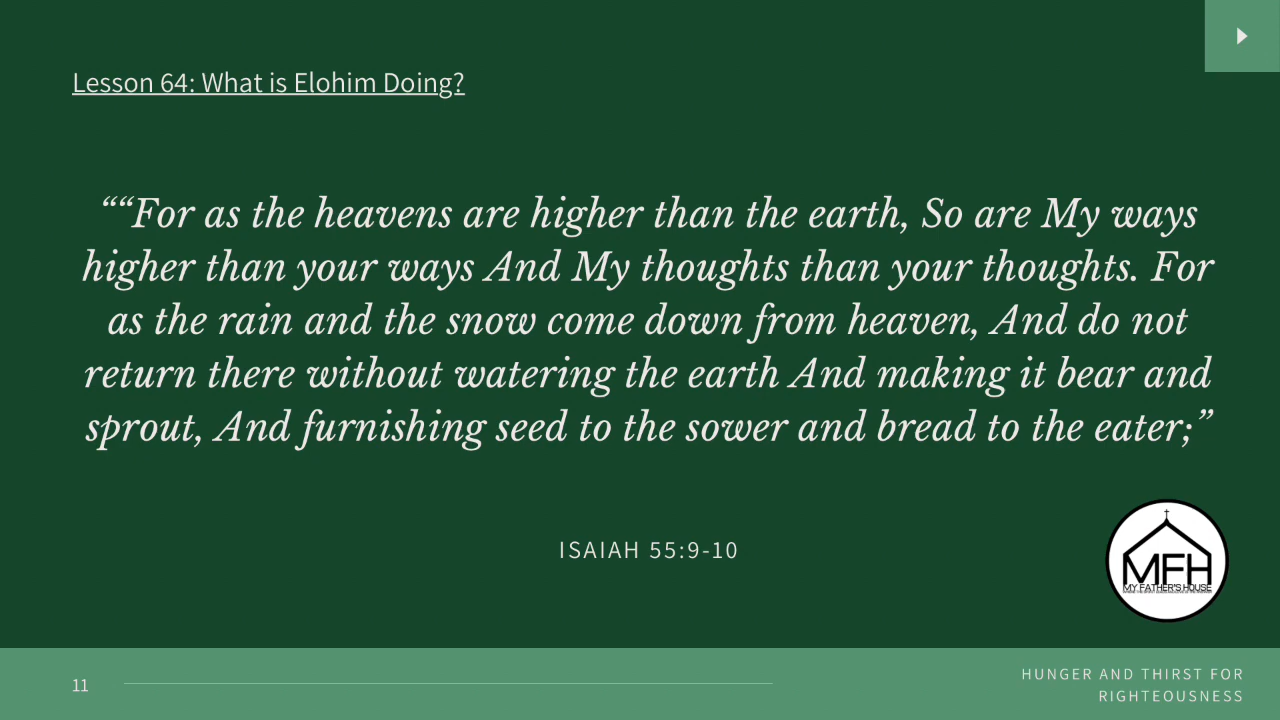 Lesson 64: What is Elohim Doing?
““For as the heavens are higher than the earth, So are My ways
higher than your ways And My thoughts than your thoughts. For
as the rain and the snow come down from heaven, And do not
return there without watering the earth And making it bear and
sprout, And furnishing seed to the sower and bread to the eater;”
ISAIAH 55:9-10
MFH
MY FATHER'S HOUSE
11
HUNGER AND THIRST FOR
RIGHTEOUSNESS